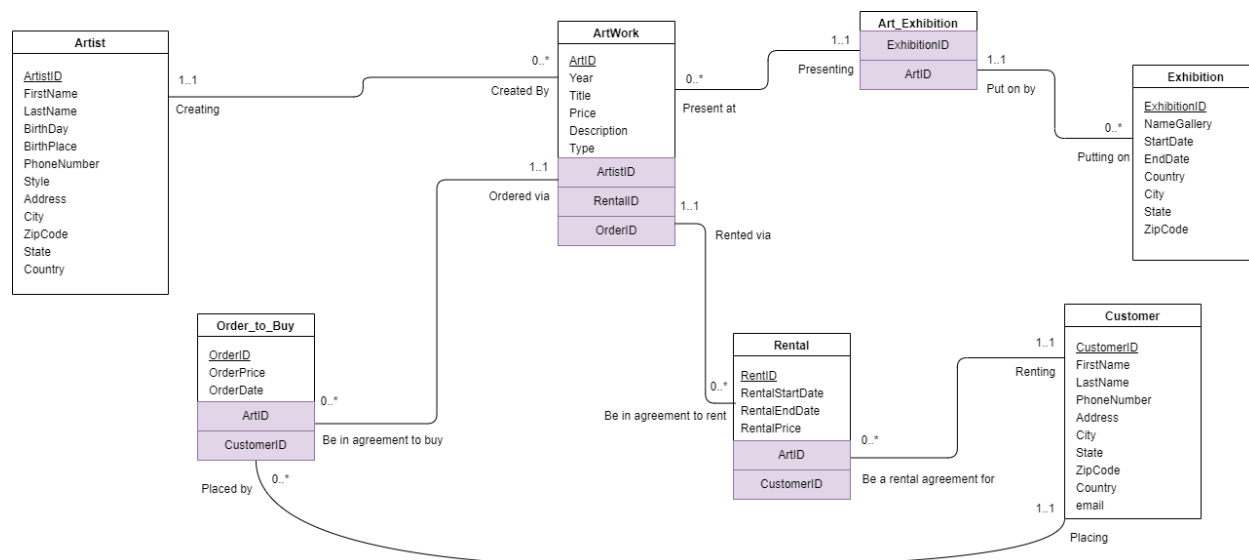 Artist
ArtistID
FirstName
LastName
BirthDay
BirthPlace
PhoneNumber
Style
Address
City
ZipCode
State
Country
1..1
Creating
0..*
Created By
ArtWork
ArtID
Year
Title
Price
Description
Type
ArtistID
RentalID
OrderID
0..*
Present at
1..1
Presenting
Art_Exhibition
ExhibitionID
ArtID
1..1
Put on by
0..*
Putting on
Exhibition
ExhibitionID
NameGallery
StartDate
EndDate
Country
City
State
ZipCode
1..1
Ordered via
1..1
Rented via
Order_to_Buy
OrderID
OrderPrice
OrderDate
ArtID
CustomerID
0..*
Be in agreement to buy
0..*
Placed by
0..*
Be in agreement to rent
Rental
RentID
RentalStartDate
RentalEndDate
RentalPrice
ArtID
CustomerID
0..*
Be a rental agreement for
1..1
Renting
Customer
CustomerID
FirstName
LastName
PhoneNumber
Address
City
State
ZipCode
Country
email
1..1
Placing